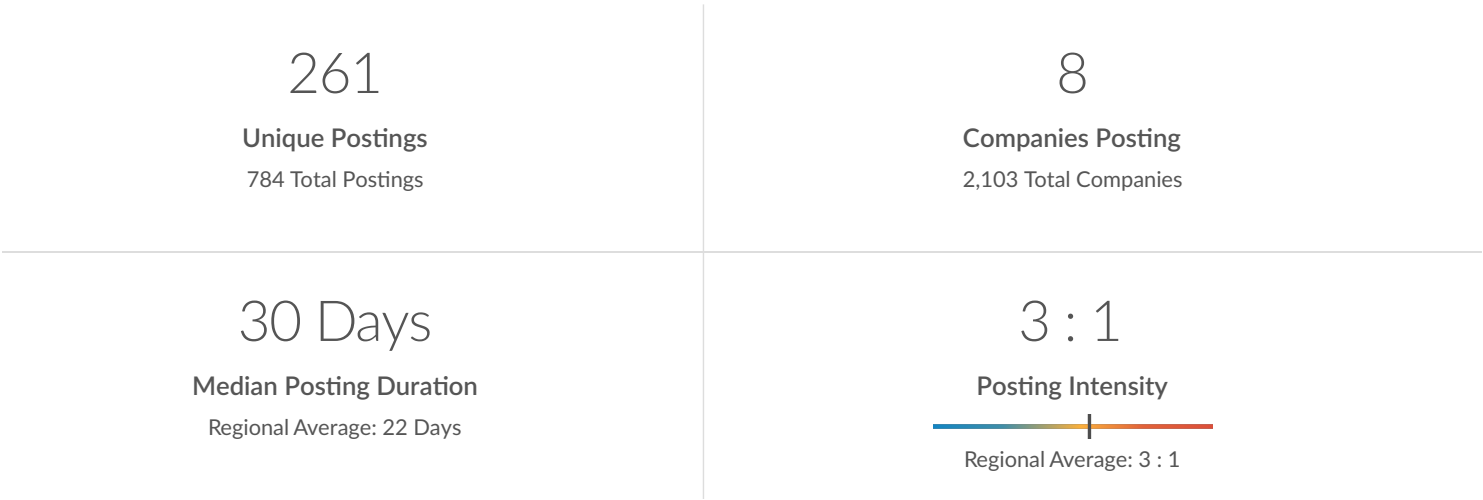 261
Unique Postings
784 Total Postings
8
Companies Posting
2,103 Total Companies
30 Days
Median Posting Duration
Regional Average: 22 Days
3 : 1
Posting Intensity
Regional Average: 3 : 1